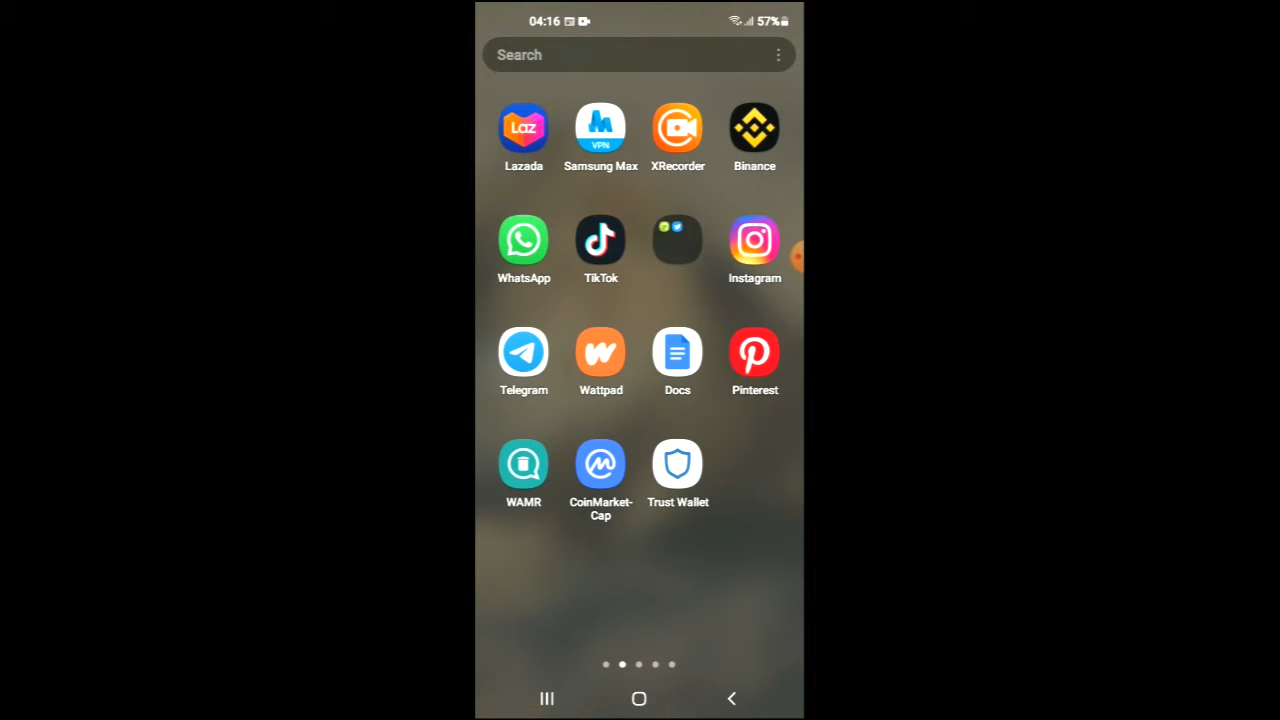 04:16 57%
Search
Laz
VPN
Lazada Samsung Max XRecorder Binance
WhatsApp TikTok Instagram
Telegram Wattpad Docs Pinterest
WAMR CoinMarket- Trust Wallet
Cap